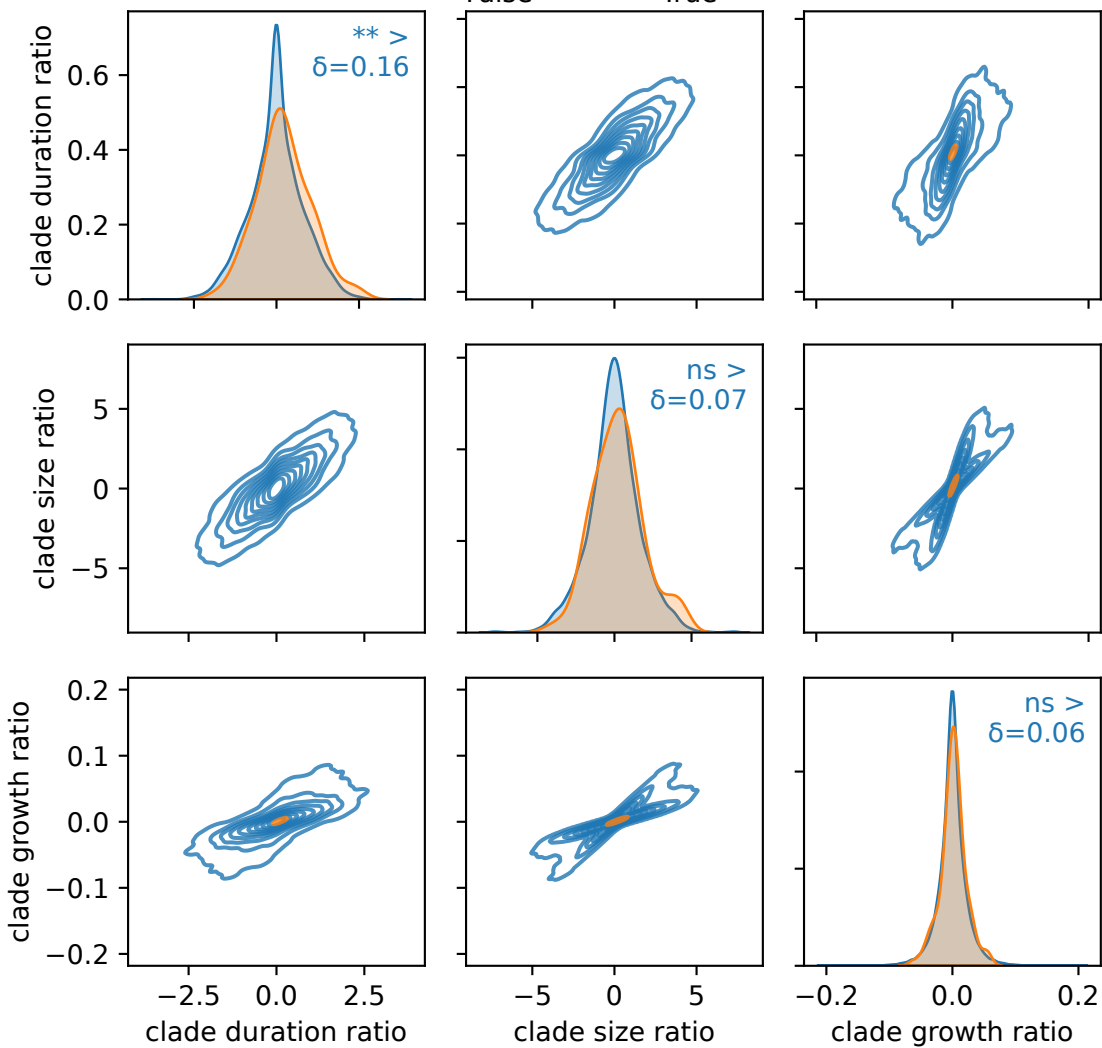 ** >
δ=0.16
clade duration ratio
0.6
0.4
0.2
0.0
ns >
δ=0.07
clade size ratio
5
0
−5
ns >
δ=0.06
clade growth ratio
0.2
0.1
0.0
−0.1
−0.2
−2.5 0.0 2.5
−5 0 5
−0.2 0.0 0.2
clade duration ratio
clade size ratio
clade growth ratio